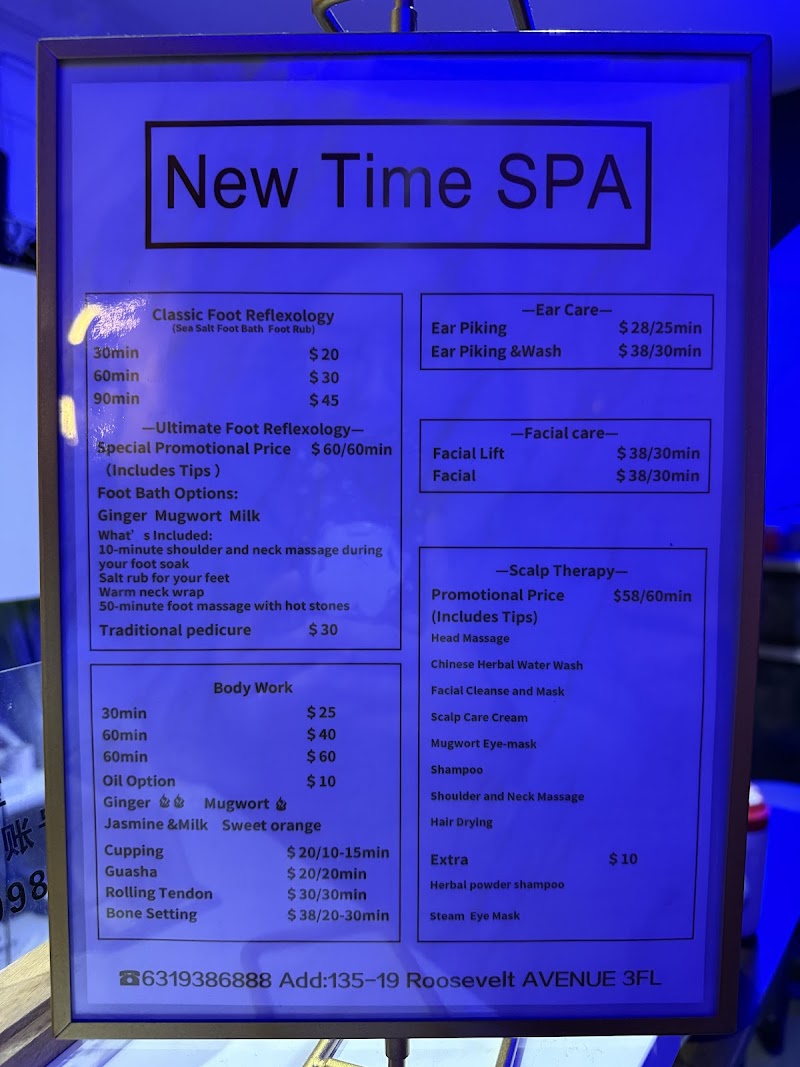 New Time SPA
Classic Foot Reflexology
(Sea Salt Foot Bath Foot Rub)
30min $20
60min $30
90min $45
—Ultimate Foot Reflexology—
Special Promotional Price $60/60min
(Includes Tips)
Foot Bath Options:
Ginger Mugwort Milk
What's Included:
10-minute shoulder and neck massage during
your foot soak
Salt rub for your feet
Warm neck wrap
50-minute foot massage with hot stones
Traditional pedicure $30
Body Work
30min $25
60min $40
60min $60
Oil Option $10
Ginger 🔥🔥 Mugwort 🔥
Jasmine &Milk Sweet orange
Cupping $20/10-15min
Guasha $20/20min
Rolling Tendon $30/30min
Bone Setting $38/20-30min
—Ear Care—
Ear Piking $28/25min
Ear Piking &Wash $38/30min
—Facial care—
Facial Lift $38/30min
Facial $38/30min
—Scalp Therapy—
Promotional Price $58/60min
(Includes Tips)
Head Massage
Chinese Herbal Water Wash
Facial Cleanse and Mask
Scalp Care Cream
Mugwort Eye-mask
Shampoo
Shoulder and Neck Massage
Hair Drying
Extra $10
Herbal powder shampoo
Steam Eye Mask
☎6319386888 Add:135-19 Roosevelt AVENUE 3FL
账
98